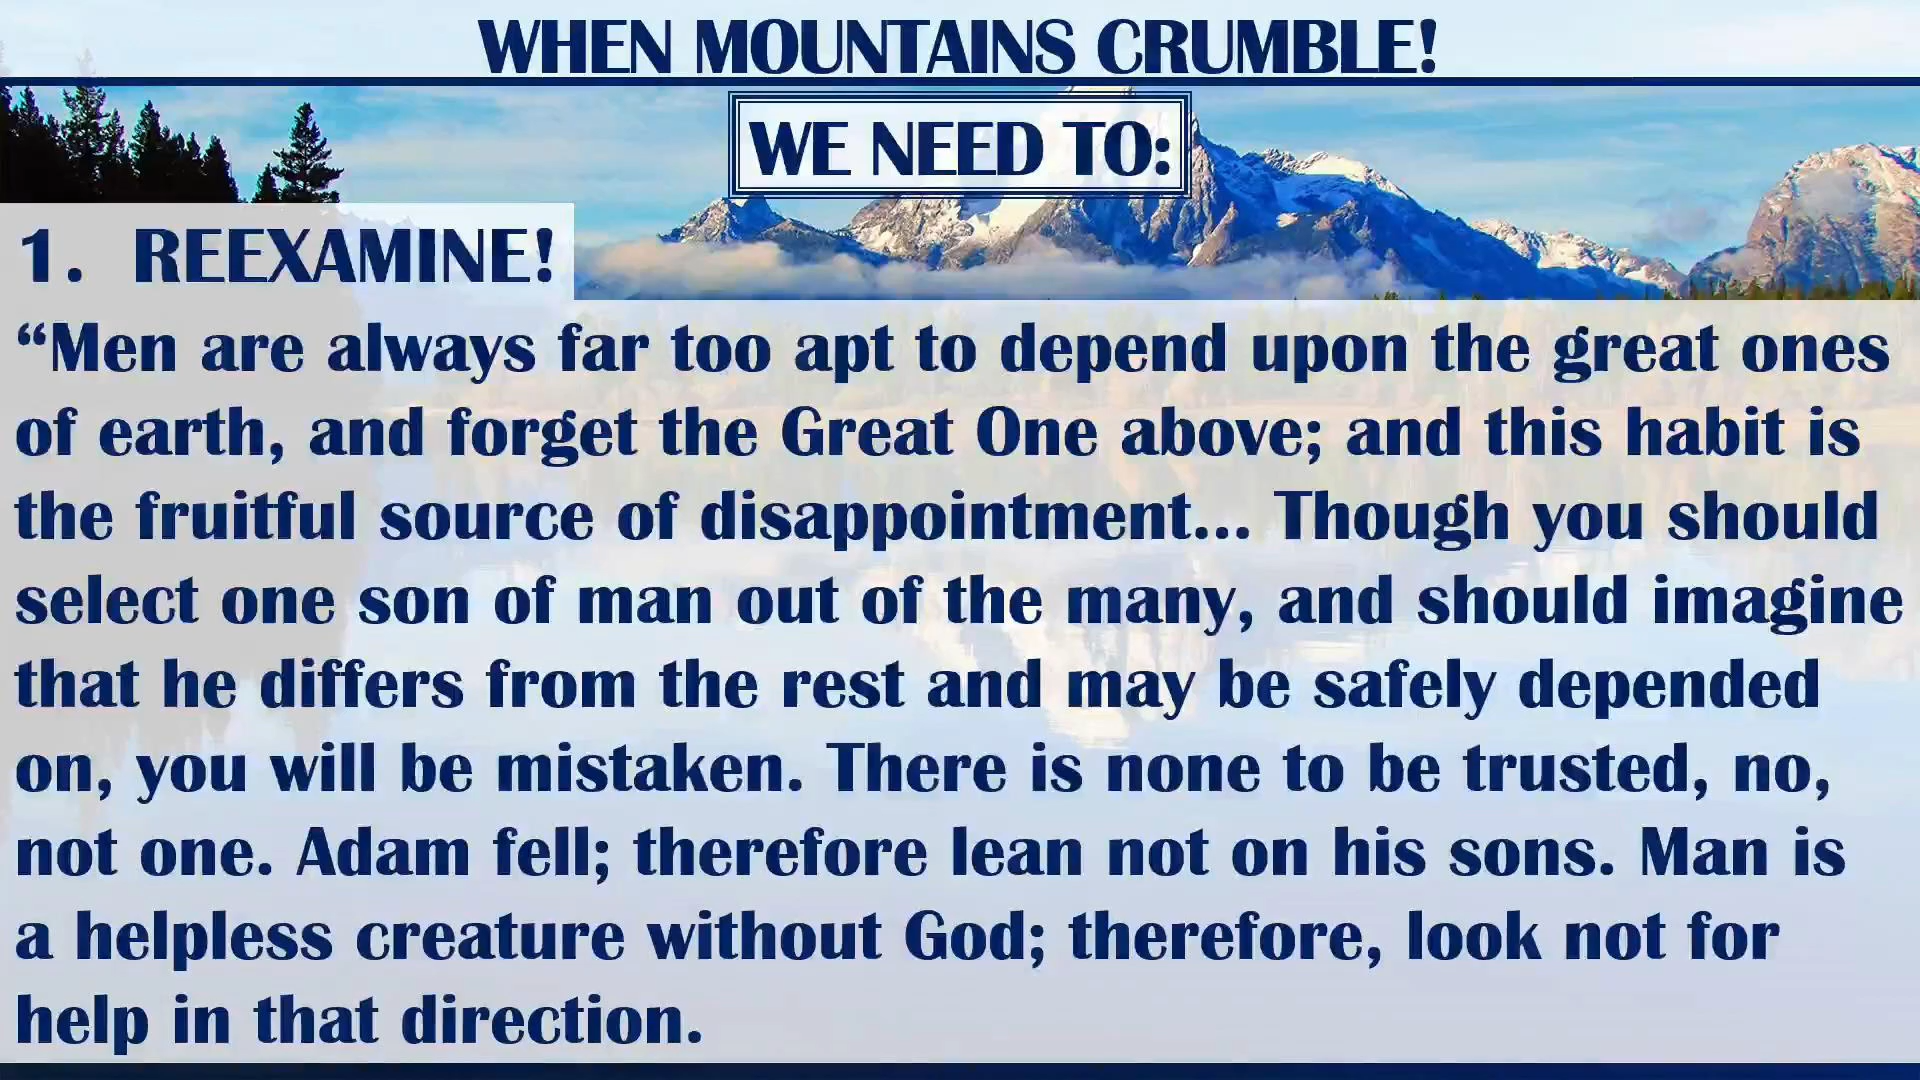 WHEN MOUNTAINS CRUMBLE!
WE NEED TO:
1. REEXAMINE!
“Men are always far too apt to depend upon the great ones
of earth, and forget the Great One above; and this habit is
the fruitful source of disappointment... Though you should
select one son of man out of the many, and should imagine
that he differs from the rest and may be safely depended
on, you will be mistaken. There is none to be trusted, no,
not one. Adam fell; therefore lean not on his sons. Man is
a helpless creature without God; therefore, look not for
help in that direction.